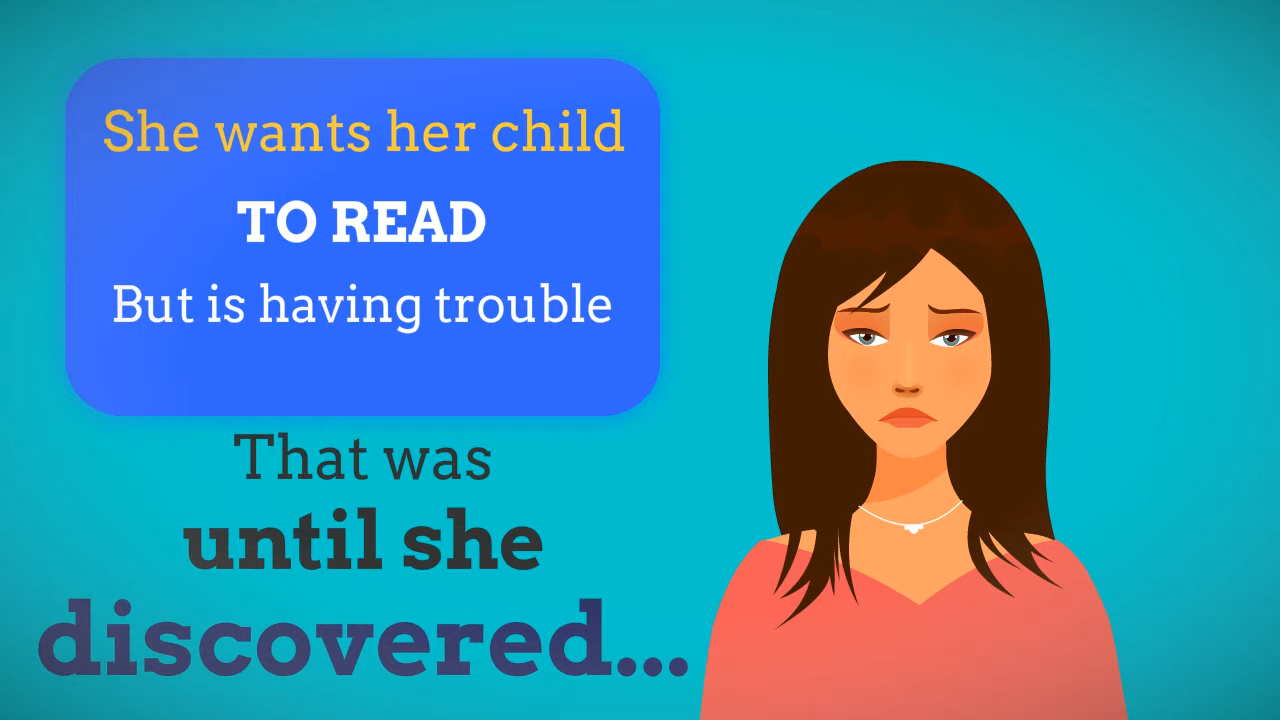 She wants her child
TO READ
But is having trouble
That was
until she
discovered...